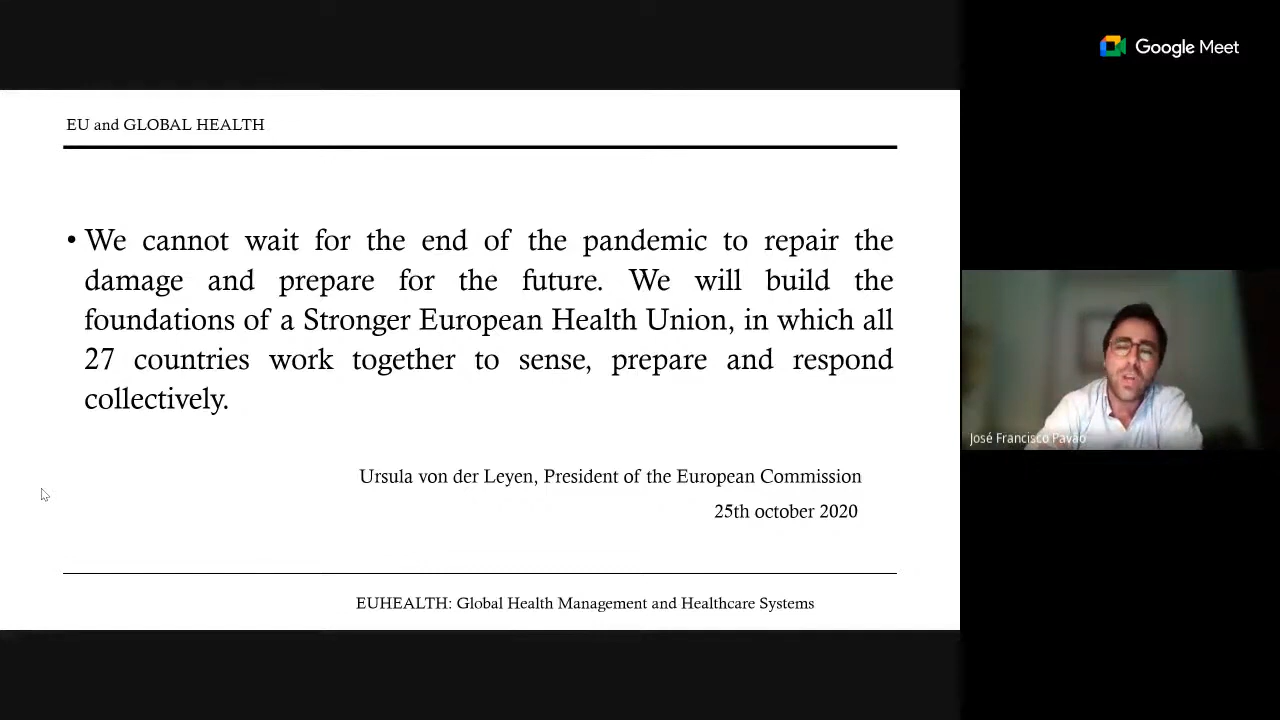 Google Meet
EU and GLOBAL HEALTH
• We cannot wait for the end of the pandemic to repair the
damage and prepare for the future. We will build the
foundations of a Stronger European Health Union, in which all
27 countries work together to sense, prepare and respond
collectively.
Ursula von der Leyen, President of the European Commission
25th october 2020
EUHEALTH: Global Health Management and Healthcare Systems
José Francisco Pavão